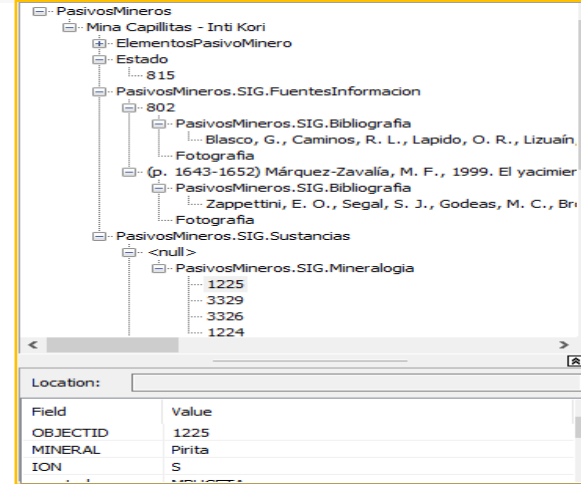 PasivosMineros
Mina Capillitas - Inti Kori
ElementosPasivoMinero
Estado
815
PasivosMineros.SIG.FuentesInformacion
802
PasivosMineros.SIG.Bibliografia
Blasco, G., Caminos, R. L., Lapido, O. R., Lizuaín,
Fotografia
(p. 1643-1652) Márquez-Zavalía, M. F., 1999. El yacimier
PasivosMineros.SIG.Bibliografia
Zappettini, E. O., Segal, S. J., Godeas, M. C., Br
Fotografia
PasivosMineros.SIG.Sustancias
<null>
PasivosMineros.SIG.Mineralogia
1225
3329
3326
1224
Location:
Field Value
OBJECTID 1225
MINERAL Pirita
ION S